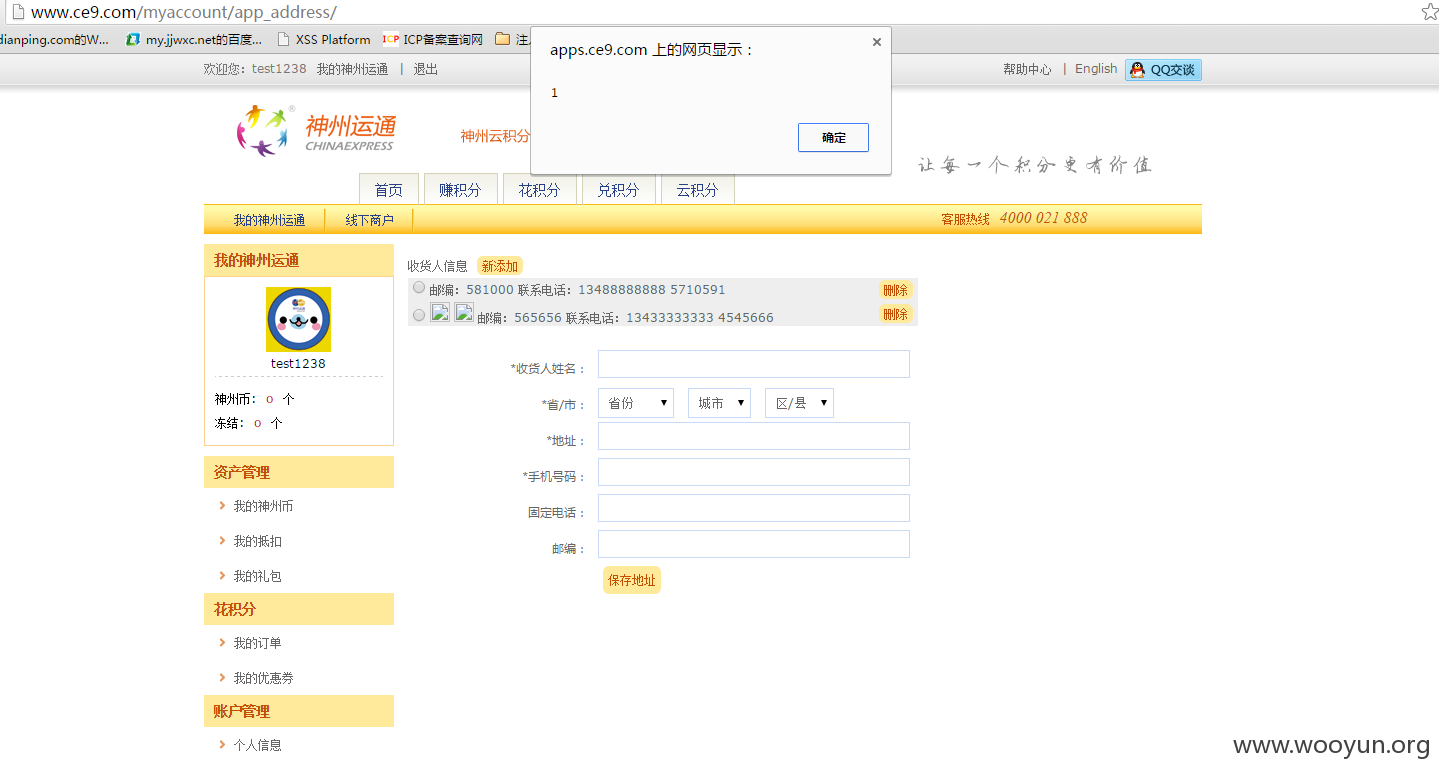 www.ce9.com/myaccount/app_address/
dianping.com的W... my.jjwxc.net的百度... XSS Platform ICP ICP备案查询网
apps.ce9.com 上的网页显示：
1
确定
欢迎您：test1238 我的神州运通 | 退出 帮助中心 | English QQ交谈
神州运通® CHINAEXPRESS
神州云积分
让每一个积分更有价值
首页 赚积分 花积分 兑积分 云积分
我的神州运通 线下商户 客服热线 4000 021 888
我的神州运通
test1238
神州币： 0 个
冻结： 0 个
资产管理
我的神州币
我的抵扣
我的礼包
花积分
我的订单
我的优惠券
账户管理
个人信息
收货人信息 新添加
邮编：581000 联系电话：13488888888 5710591 删除
邮编：565656 联系电话：13433333333 4545666 删除
*收货人姓名：
*省/市： 省份 城市 区/县
*地址：
*手机号码：
固定电话：
邮编：
保存地址
www.wooyun.org